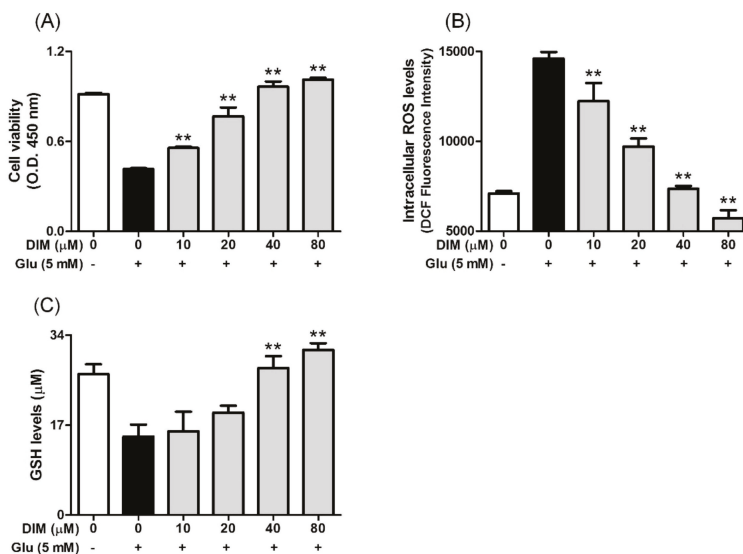 (A)
Cell viability
(O.D. 450 nm)
1.2
0.6
0.0
** ** ** **
DIM (μM) 0 0 10 20 40 80
Glu (5 mM) - + + + + +
(B)
Intracellular ROS levels
(DCF Fluorescence Intensity)
15000
10000
5000
** ** ** **
DIM (μM) 0 0 10 20 40 80
Glu (5 mM) - + + + + +
(C)
GSH levels (μM)
34
17
0
** **
DIM (μM) 0 0 10 20 40 80
Glu (5 mM) - + + + + +